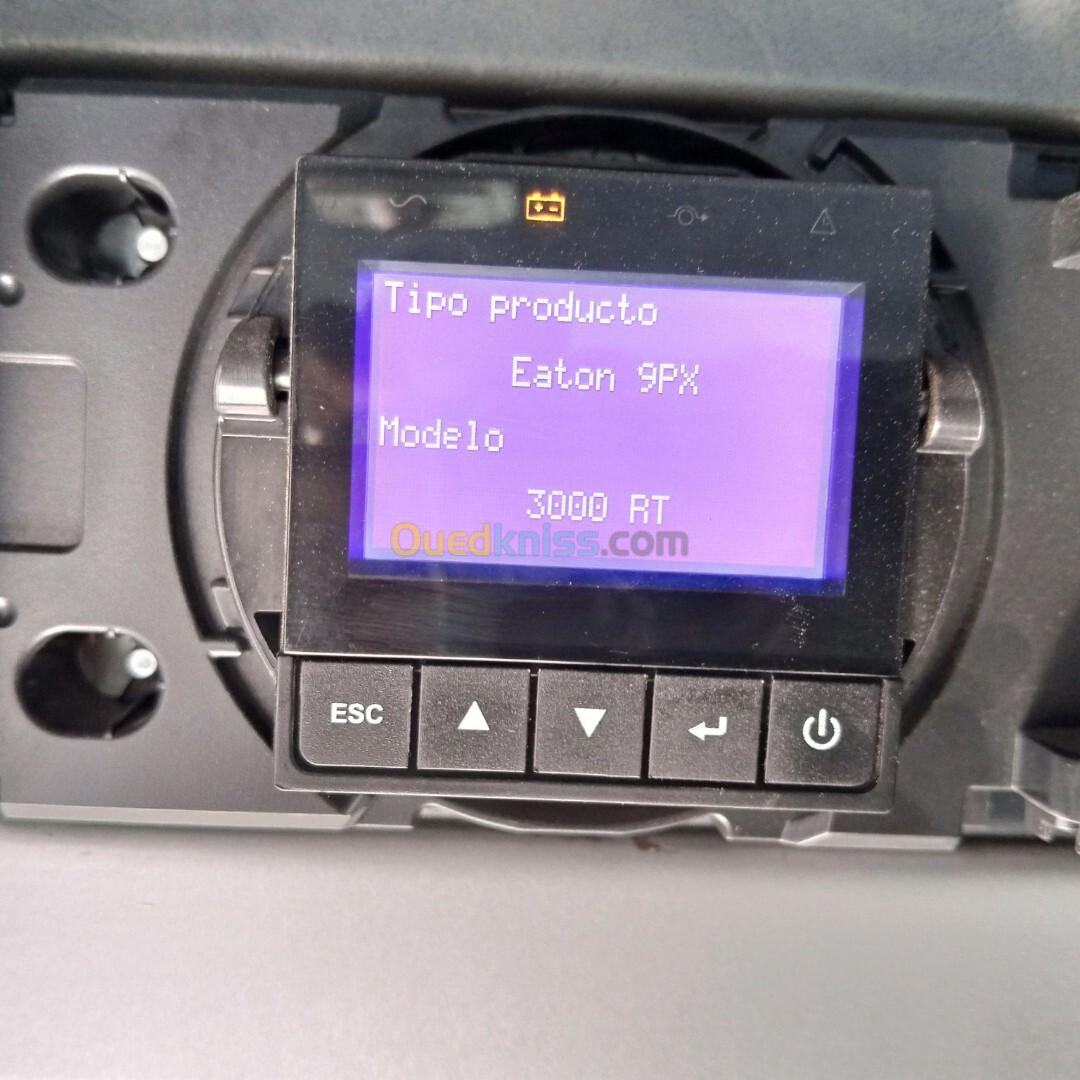 Tipo producto
Eaton 9PX
Modelo
3000 RT
Ouedkniss.com
ESC